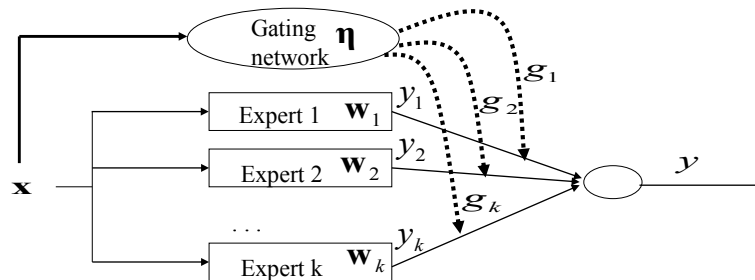 Gating network η
g₁
g₂
gₖ
Expert 1 w₁
y₁
Expert 2 w₂
y₂
x
y
...
Expert k wₖ
yₖ